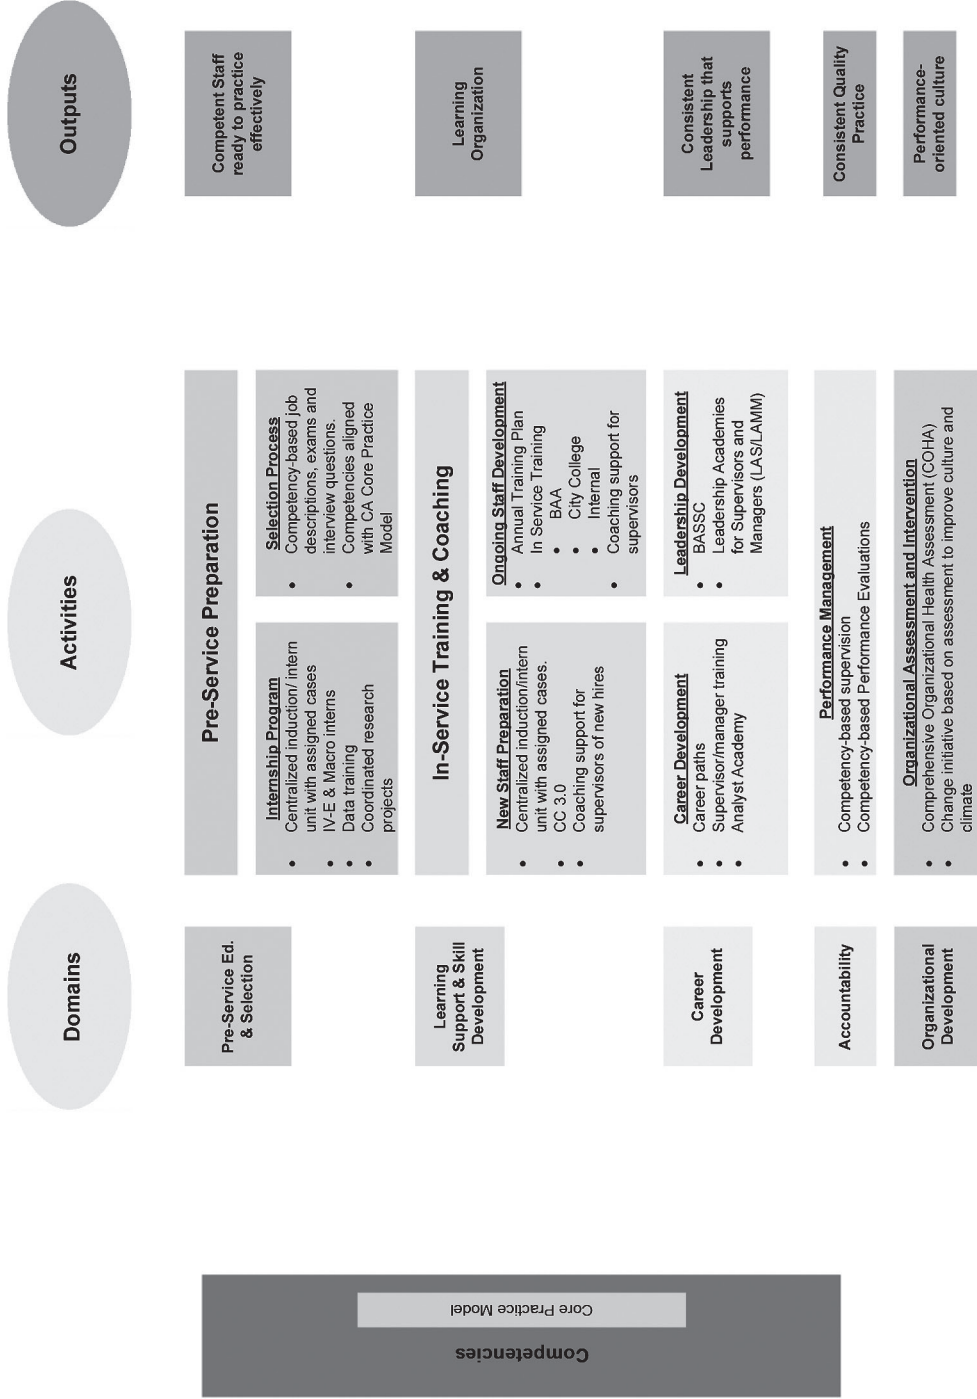 Competencies
Core Practice Model
Domains
Pre-Service Ed.
& Selection
Learning
Support & Skill
Development
Career
Development
Accountability
Organizational
Development
Activities
Pre-Service Preparation
Internship Program
• Centralized induction/ intern
unit with assigned cases
• IV-E & Macro interns
• Data training
• Coordinated research
projects
Selection Process
• Competency-based job
descriptions, exams and
interview questions.
• Competencies aligned
with CA Core Practice
Model
In-Service Training & Coaching
New Staff Preparation
• Centralized induction/intern
unit with assigned cases.
• CC 3.0
• Coaching support for
supervisors of new hires
Ongoing Staff Development
• Annual Training Plan
• In Service Training
• BAA
• City College
• Internal
• Coaching support for
supervisors
Career Development
• Career paths
• Supervisor/manager training
• Analyst Academy
Leadership Development
• BASSC
• Leadership Academies
for Supervisors and
Managers (LAS/LAMM)
Performance Management
• Competency-based supervision
• Competency-based Performance Evaluations
Organizational Assessment and Intervention
• Comprehensive Organizational Health Assessment (COHA)
• Change initiative based on assessment to improve culture and
climate
Outputs
Competent Staff
ready to practice
effectively
Learning
Organization
Consistent
Leadership that
supports
performance
Consistent Quality
Practice
Performance-
oriented culture